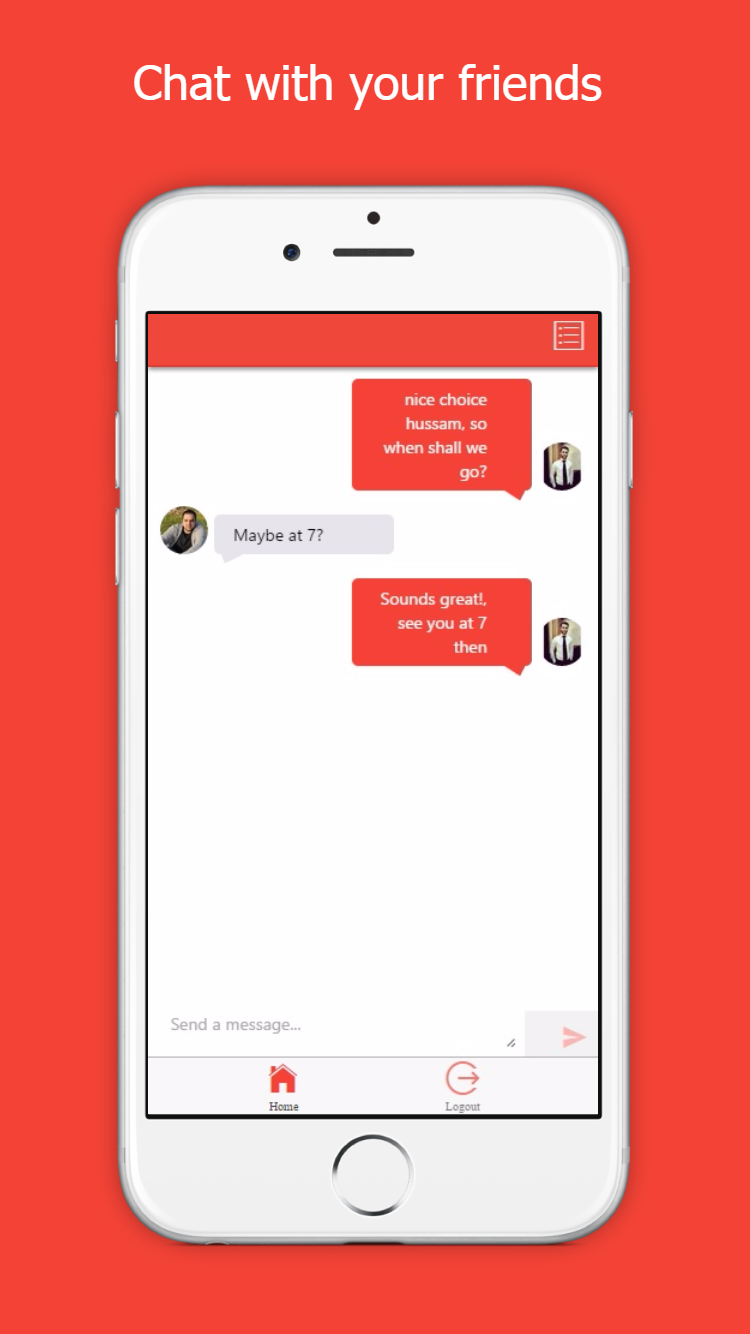 Chat with your friends
nice choice
hussam, so
when shall we
go?
Maybe at 7?
Sounds great!,
see you at 7
then
Send a message...
Home
Logout